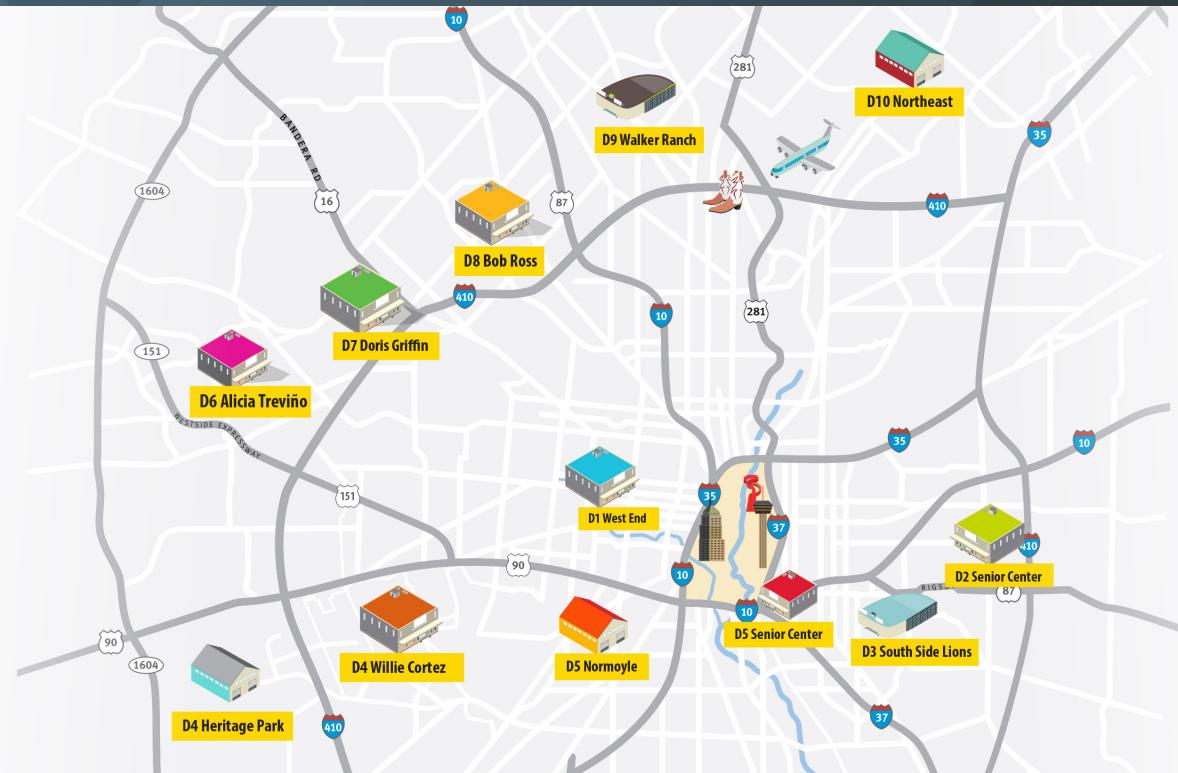 10
281
D10 Northeast
35
D9 Walker Ranch
BANDERA RD
1604
16
87
410
D8 Bob Ross
410
10
281
D7 Doris Griffin
151
D6 Alicia Treviño
WESTSIDE EXPRESSWAY
35
10
151
35
D1 West End
37
410
90
10
D2 Senior Center
87
10
D5 Senior Center
90
1604
D4 Willie Cortez
D5 Normoyle
D3 South Side Lions
D4 Heritage Park
410
37